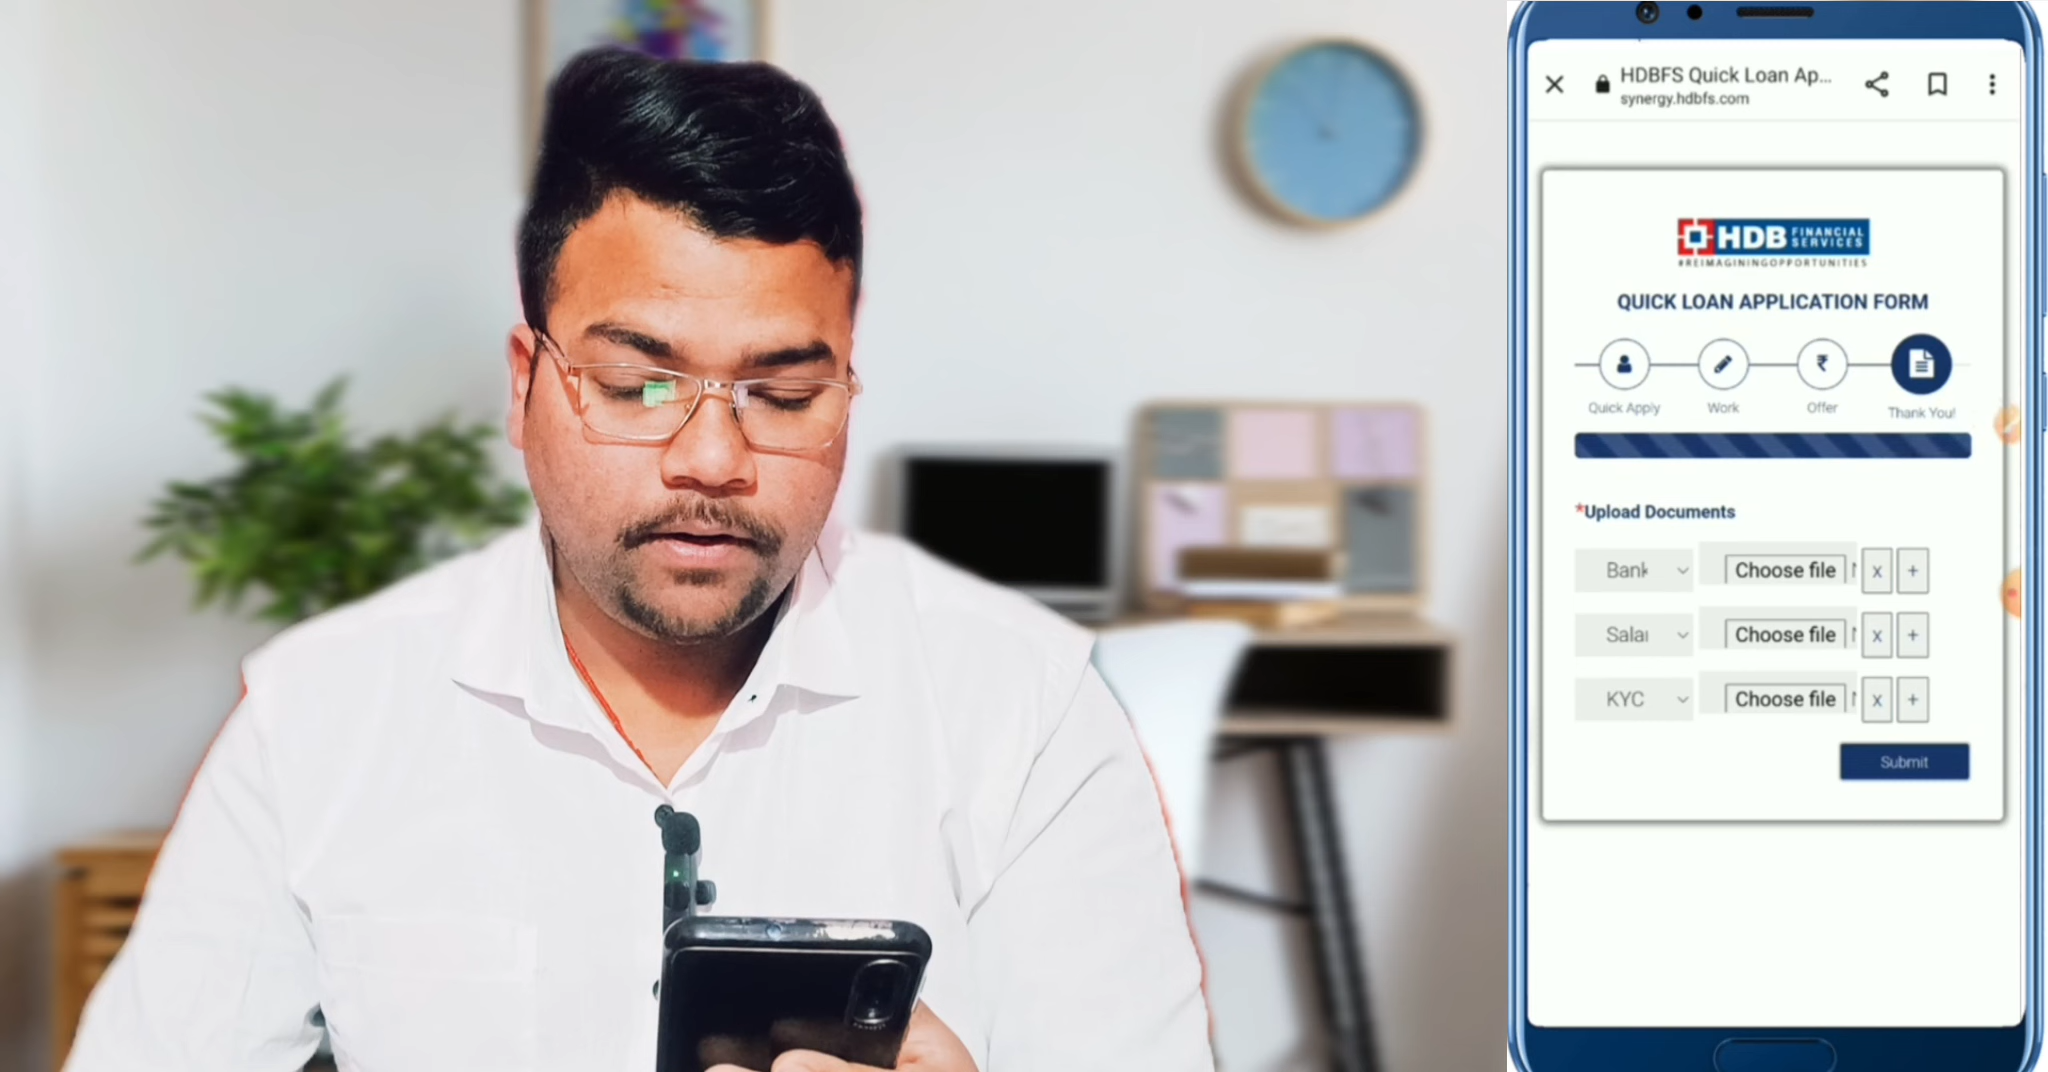 HDBFS Quick Loan Ap...
synergy.hdbfs.com
HDB FINANCIAL SERVICES
#REIMAGININGOPPORTUNITIES
QUICK LOAN APPLICATION FORM
Quick Apply Work Offer Thank You!
*Upload Documents
Bank Choose file x +
Choose file x +
KYC Choose file x +
Submit